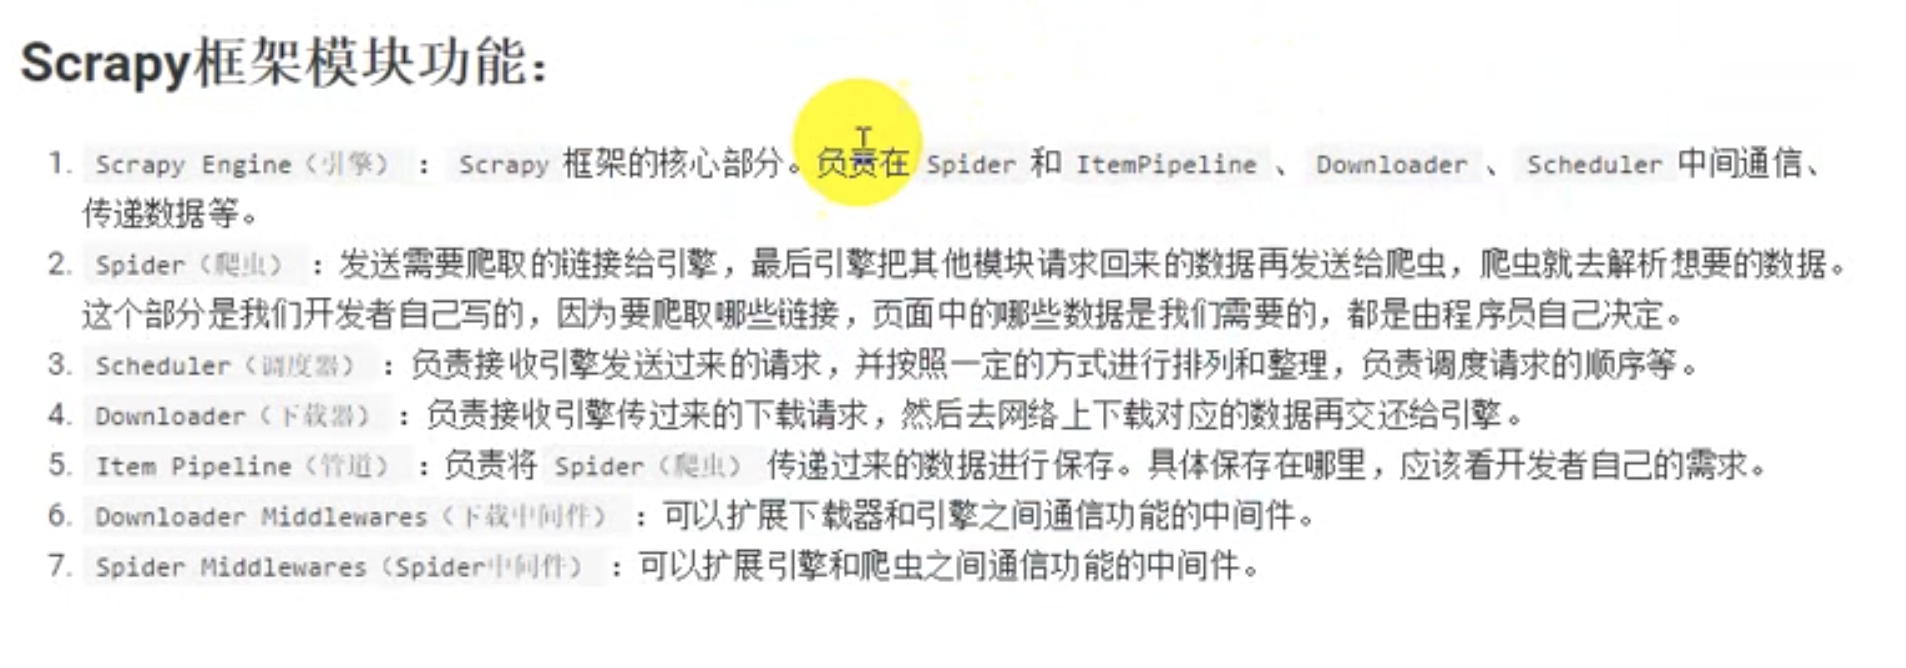 Scrapy框架模块功能：
1. Scrapy Engine（引擎）：Scrapy 框架的核心部分。负责在 Spider 和 ItemPipeline、Downloader、Scheduler 中间通信、
传递数据等。
2. Spider（爬虫）：发送需要爬取的链接给引擎，最后引擎把其他模块请求回来的数据再发送给爬虫，爬虫就去解析想要的数据。
这个部分是我们开发者自己写的，因为要爬取哪些链接，页面中的哪些数据是我们需要的，都是由程序员自己决定。
3. Scheduler（调度器）：负责接收引擎发送过来的请求，并按照一定的方式进行排列和整理，负责调度请求的顺序等。
4. Downloader（下载器）：负责接收引擎传过来的下载请求，然后去网络上下载对应的数据再交还给引擎。
5. Item Pipeline（管道）：负责将 Spider（爬虫）传递过来的数据进行保存。具体保存在哪里，应该看开发者自己的需求。
6. Downloader Middlewares（下载中间件）：可以扩展下载器和引擎之间通信功能的中间件。
7. Spider Middlewares（Spider中间件）：可以扩展引擎和爬虫之间通信功能的中间件。